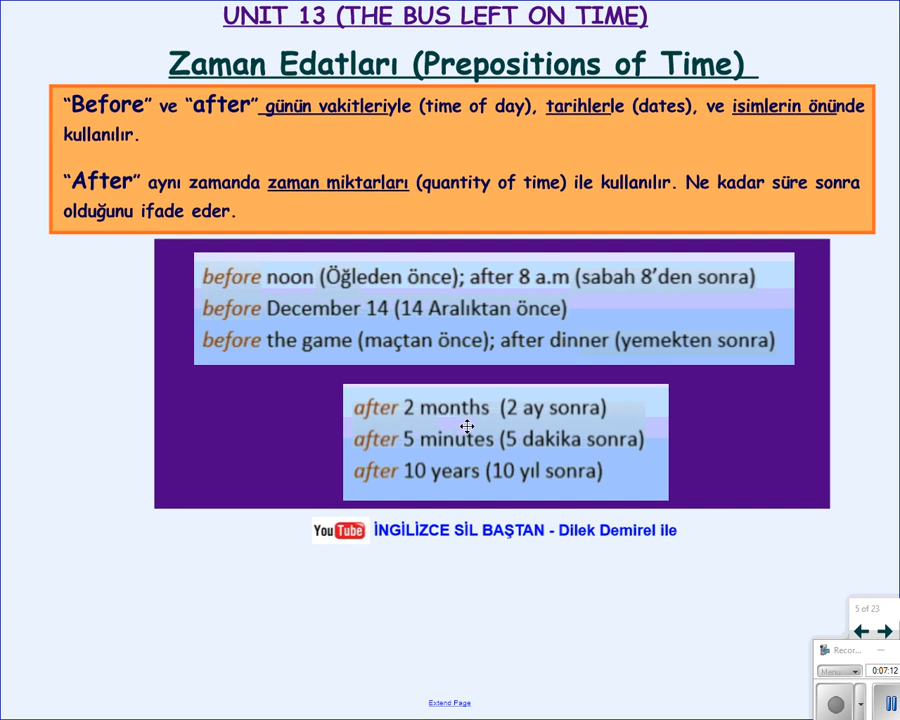 UNIT 13 (THE BUS LEFT ON TIME)
Zaman Edatları (Prepositions of Time)
“Before” ve “after” günün vakitleriyle (time of day), tarihlerle (dates), ve isimlerin önünde
kullanılır.
“After” aynı zamanda zaman miktarları (quantity of time) ile kullanılır. Ne kadar süre sonra
olduğunu ifade eder.
before noon (Öğleden önce); after 8 a.m (sabah 8’den sonra)
before December 14 (14 Aralıktan önce)
before the game (maçtan önce); after dinner (yemekten sonra)
after 2 months (2 ay sonra)
after 5 minutes (5 dakika sonra)
after 10 years (10 yıl sonra)
YouTube İNGİLİZCE SİL BAŞTAN - Dilek Demirel ile
5 of 23
Recor...
Menu
0:07:12
Extend Page